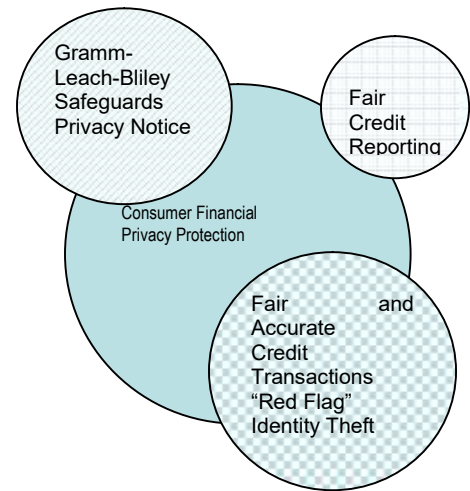 Gramm-
Leach-Bliley
Safeguards
Privacy Notice
Fair
Credit
Reporting
Consumer Financial
Privacy Protection
Fair and
Accurate
Credit
Transactions
“Red Flag”
Identity Theft